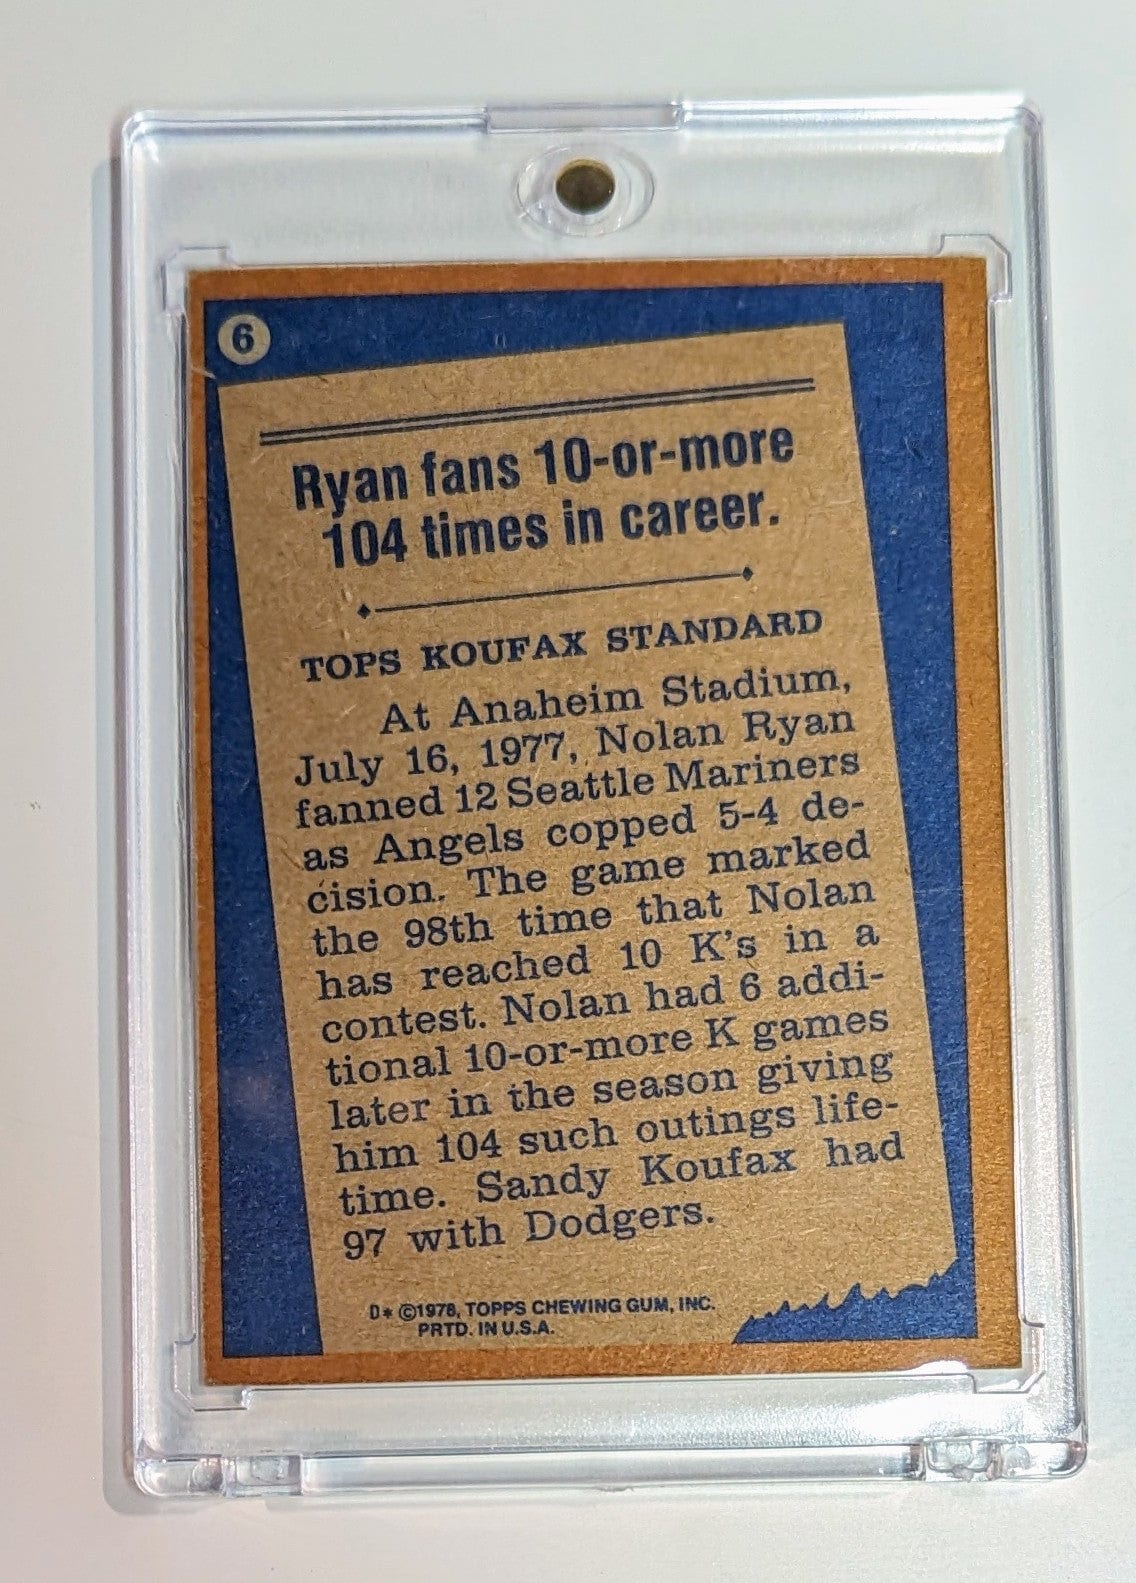 6
Ryan fans 10-or-more
104 times in career.
TOPS KOUFAX STANDARD
At Anaheim Stadium,
July 16, 1977, Nolan Ryan
fanned 12 Seattle Mariners
as Angels copped 5-4 de-
cision. The game marked
the 98th time that Nolan
has reached 10 K's in a
contest. Nolan had 6 addi-
tional 10-or-more K games
later in the season giving
him 104 such outings life-
time. Sandy Koufax had
97 with Dodgers.
D* ©1978, TOPPS CHEWING GUM, INC.
PRTD. IN U.S.A.